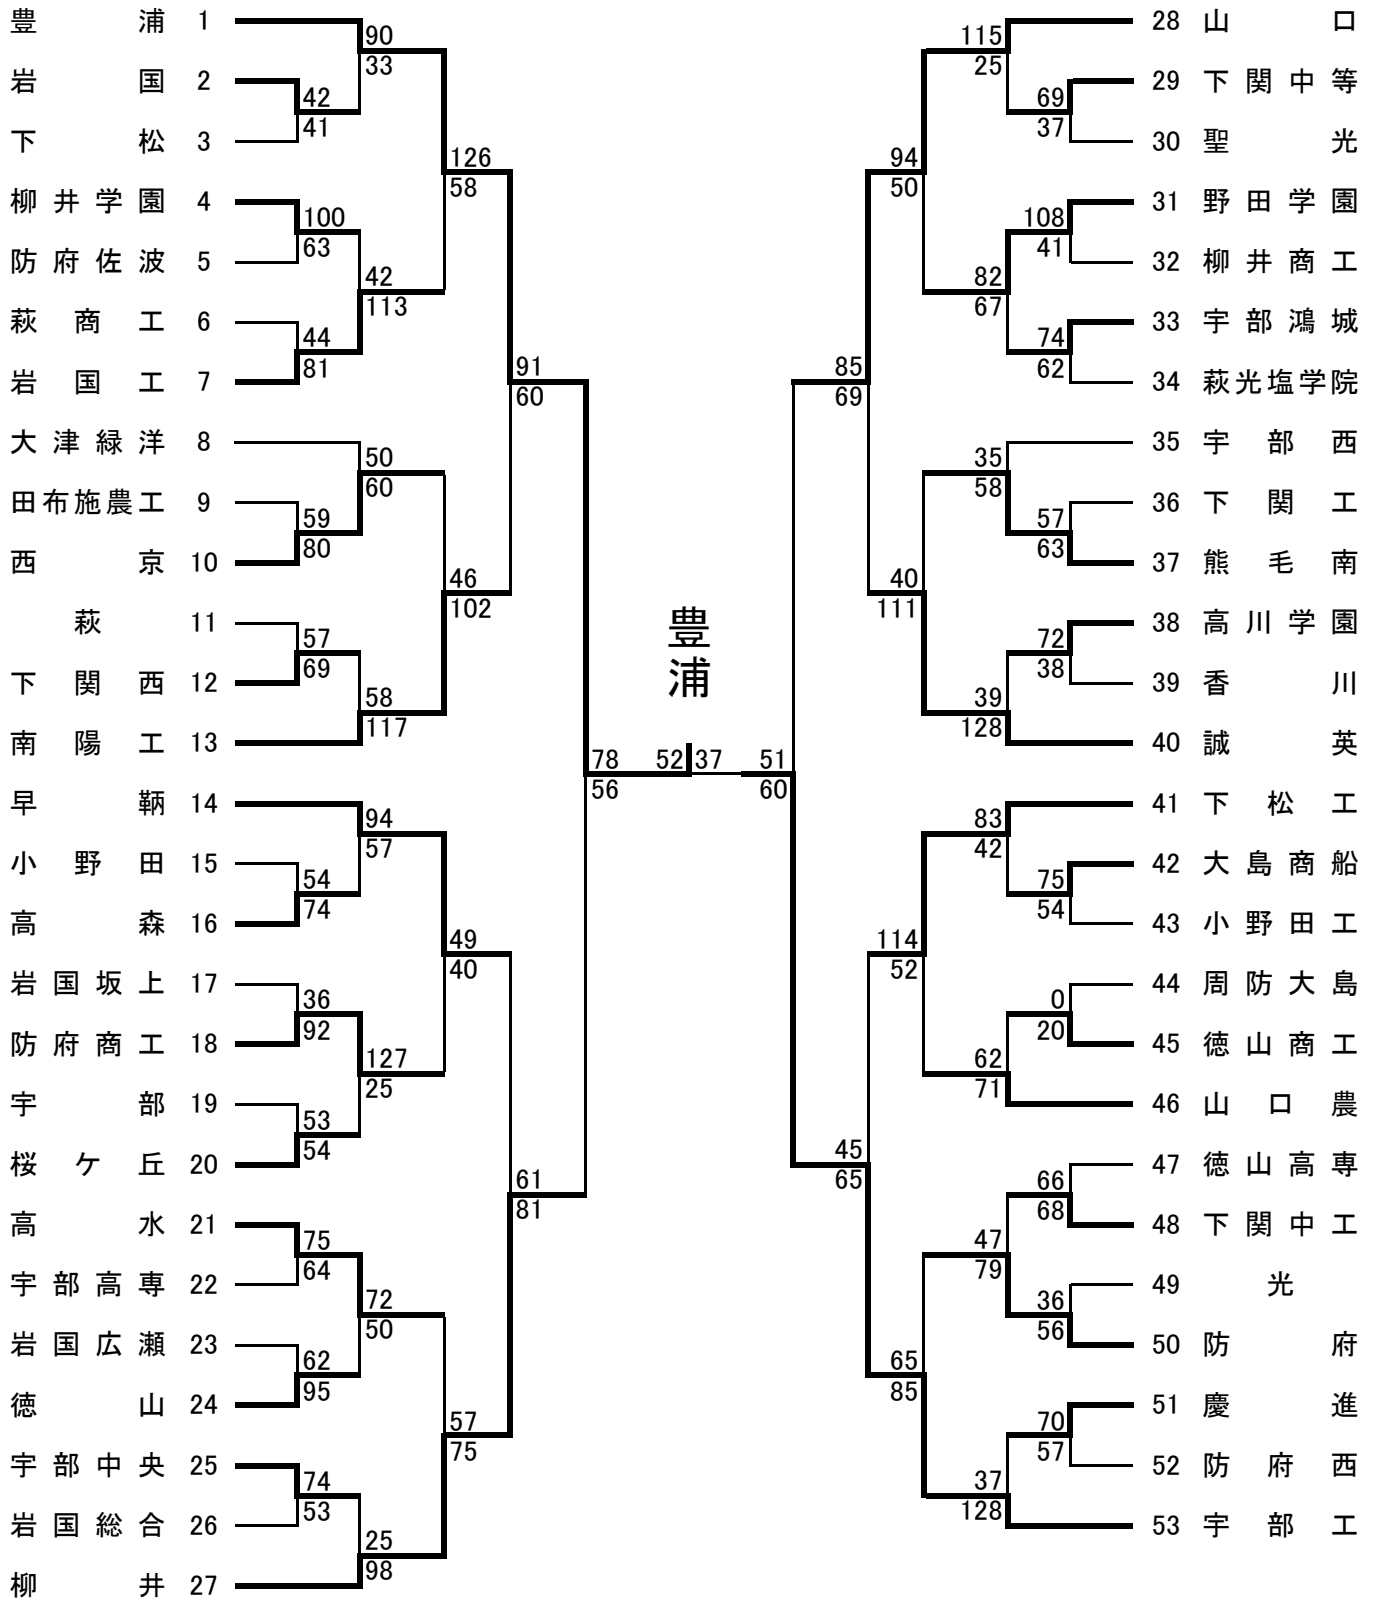 豊浦 1
90
33
岩国 2
42
41
下松 3
126
58
柳井学園 4
100
63
防府佐波 5
42
113
萩商工 6
44
81
岩国工 7
91
60
大津緑洋 8
50
60
田布施農工 9
59
80
西京 10
46
102
萩 11
57
69
下関西 12
58
117
南陽工 13
78
56
早鞆 14
94
57
小野田 15
54
74
高森 16
49
40
岩国坂上 17
36
92
防府商工 18
127
25
宇部 19
53
54
桜ケ丘 20
61
81
高水 21
75
64
宇部高専 22
72
50
岩国広瀬 23
62
95
徳山 24
57
75
宇部中央 25
74
53
岩国総合 26
25
98
柳井 27
豊浦
52 37
28 山口
115
25
29 下関中等
69
37
30 聖光
94
50
31 野田学園
108
41
32 柳井商工
82
67
33 宇部鴻城
74
62
34 萩光塩学院
85
69
35 宇部西
35
58
36 下関工
57
63
37 熊毛南
40
111
38 高川学園
72
38
39 香川
39
128
40 誠英
51
60
41 下松工
83
42
42 大島商船
75
54
43 小野田工
114
52
44 周防大島
0
20
45 徳山商工
62
71
46 山口農
45
65
47 徳山高専
66
68
48 下関中工
47
79
49 光
36
56
50 防府
65
85
51 慶進
70
57
52 防府西
37
128
53 宇部工